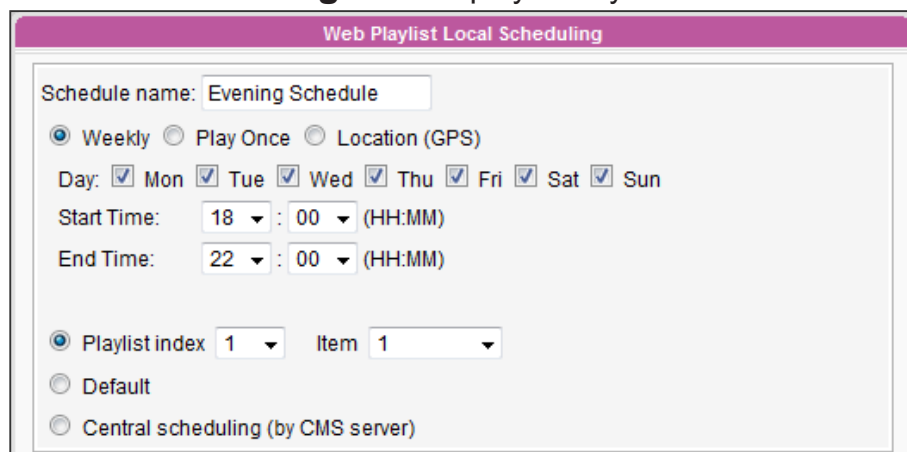 Web Playlist Local Scheduling
Schedule name: Evening Schedule
Weekly Play Once Location (GPS)
Day: Mon Tue Wed Thu Fri Sat Sun
Start Time: 18 : 00 (HH:MM)
End Time: 22 : 00 (HH:MM)
Playlist index 1 Item 1
Default
Central scheduling (by CMS server)